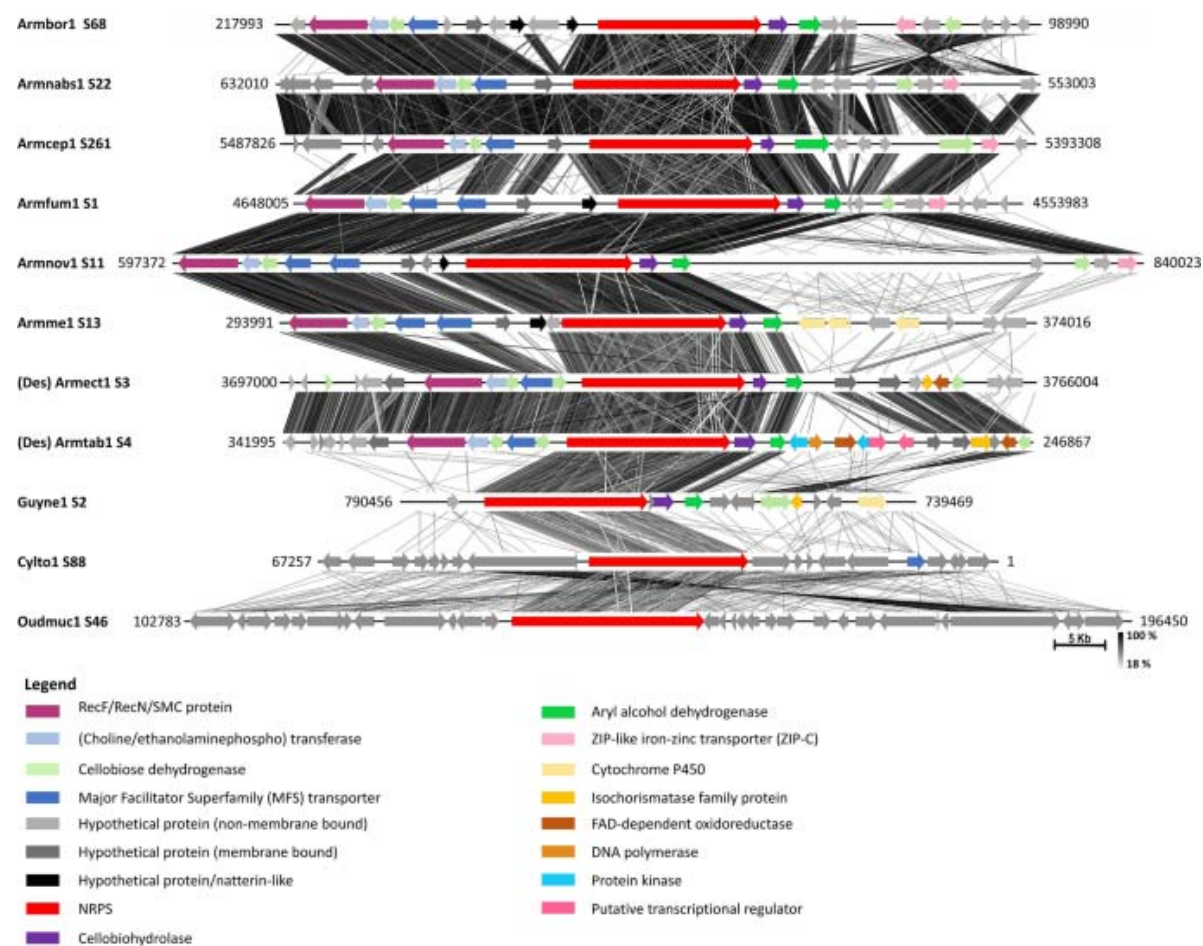 Armbor1 S68 217993 98990
Armnabs1 S22 632010 553003
Armcep1 S261 5487826 5393308
Armfum1 S1 4648005 4553983
Armnov1 S11 597372 840023
Armme1 S13 293991 374016
(Des) Armect1 S3 3697000 3766004
(Des) Armtab1 S4 341995 246867
Guyne1 S2 790456 739469
Cylto1 S88 67257 1
Oudmuc1 S46 102783 196450
5 Kb
100 %
18 %
Legend
RecF/RecN/SMC protein
(Choline/ethanolaminephospho) transferase
Cellobiose dehydrogenase
Major Facilitator Superfamily (MFS) transporter
Hypothetical protein (non-membrane bound)
Hypothetical protein (membrane bound)
Hypothetical protein/natterin-like
NRPS
Cellobiohydrolase
Aryl alcohol dehydrogenase
ZIP-like iron-zinc transporter (ZIP-C)
Cytochrome P450
Isochorismatase family protein
FAD-dependent oxidoreductase
DNA polymerase
Protein kinase
Putative transcriptional regulator